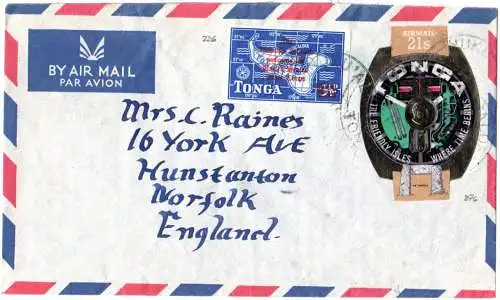 BY AIR MAIL
PAR AVION
226
TONGA
AIRMAIL
21s
TONGA
THE FRIENDLY ISLES
WHERE TIME BEGINS
Mrs. C. Raines
16 York Ave
Hunstanton
Norfolk
England.